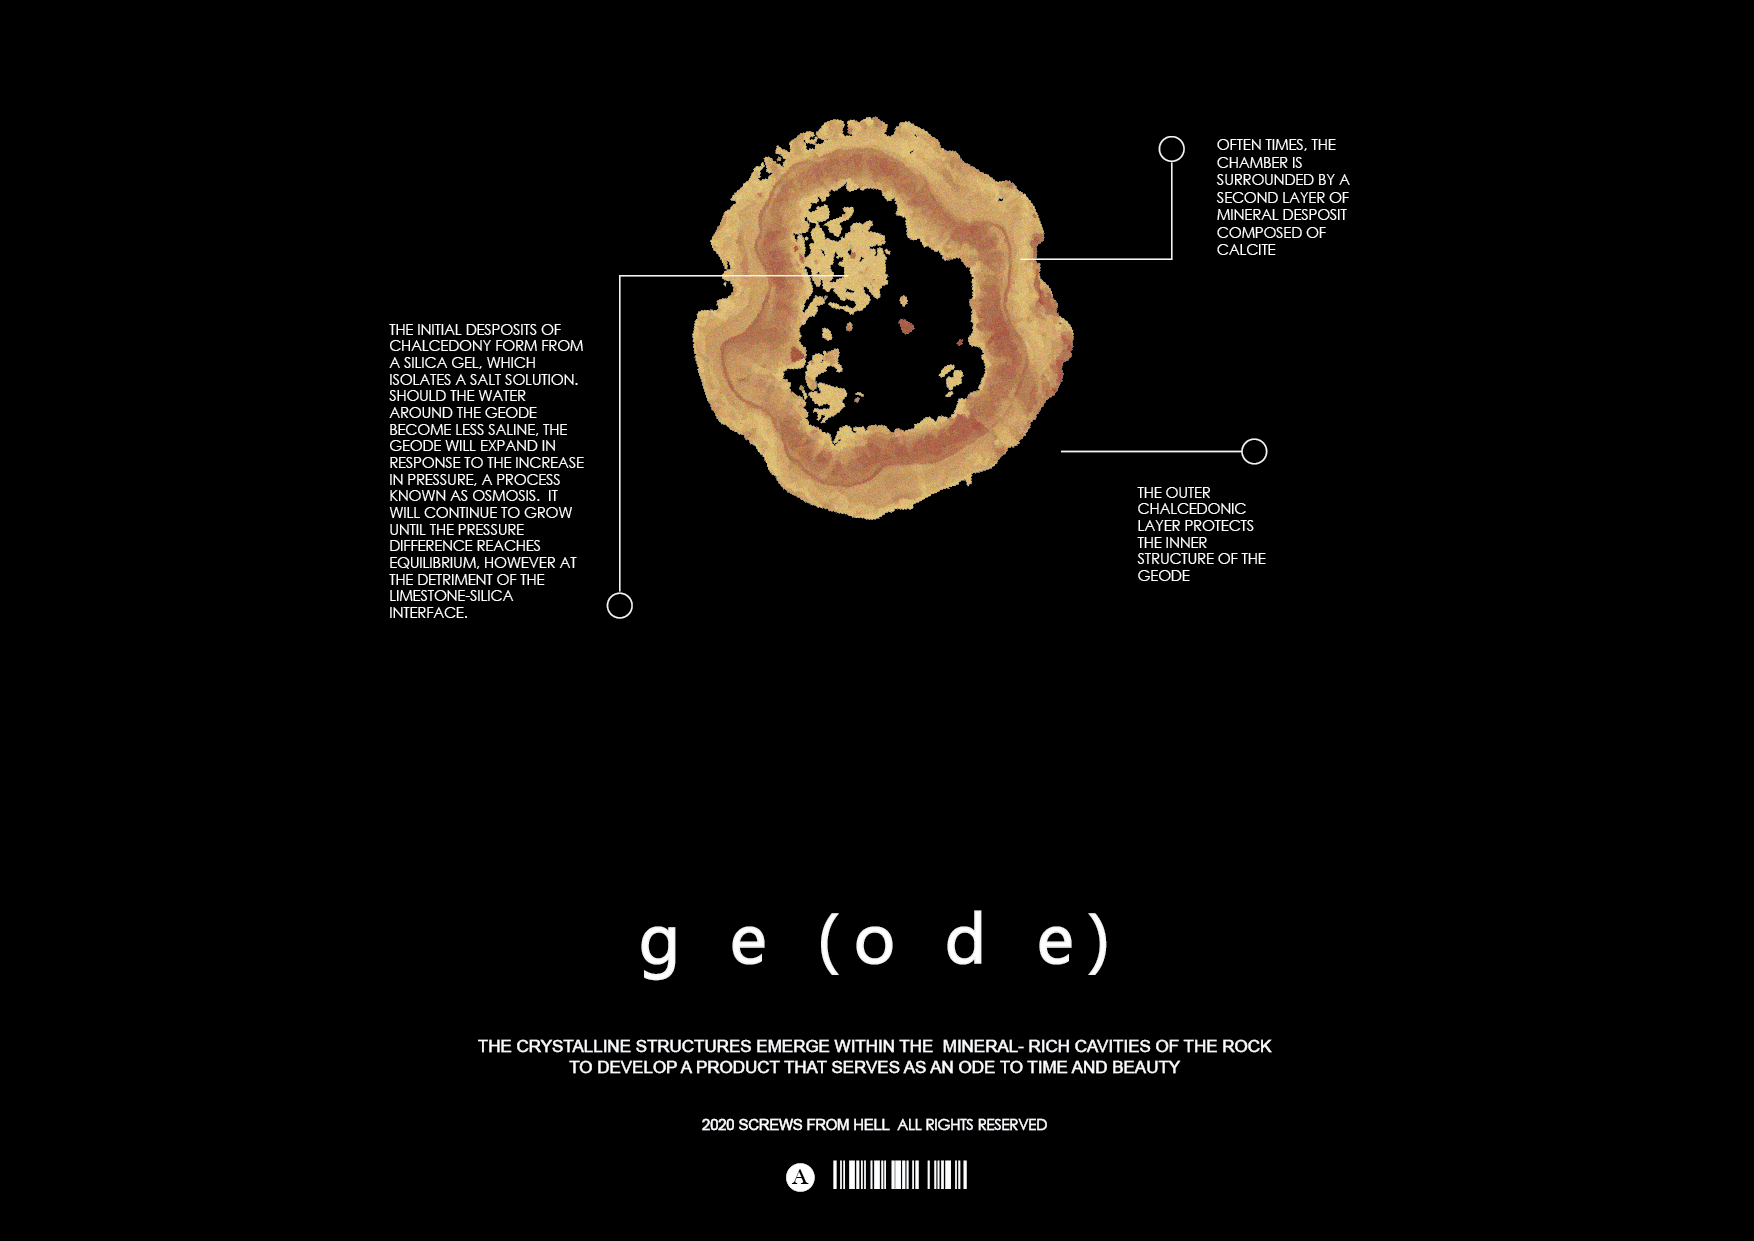 OFTEN TIMES, THE
CHAMBER IS
SURROUNDED BY A
SECOND LAYER OF
MINERAL DESPOSIT
COMPOSED OF
CALCITE
THE INITIAL DESPOSITS OF
CHALCEDONY FORM FROM
A SILICA GEL, WHICH
ISOLATES A SALT SOLUTION.
SHOULD THE WATER
AROUND THE GEODE
BECOME LESS SALINE, THE
GEODE WILL EXPAND IN
RESPONSE TO THE INCREASE
IN PRESSURE, A PROCESS
KNOWN AS OSMOSIS.  IT
WILL CONTINUE TO GROW
UNTIL THE PRESSURE
DIFFERENCE REACHES
EQUILIBRIUM, HOWEVER AT
THE DETRIMENT OF THE
LIMESTONE-SILICA
INTERFACE.
THE OUTER
CHALCEDONIC
LAYER PROTECTS
THE INNER
STRUCTURE OF THE
GEODE
g e (o d e)
THE CRYSTALLINE STRUCTURES EMERGE WITHIN THE  MINERAL- RICH CAVITIES OF THE ROCK
TO DEVELOP A PRODUCT THAT SERVES AS AN ODE TO TIME AND BEAUTY
2020 SCREWS FROM HELL  ALL RIGHTS RESERVED
A